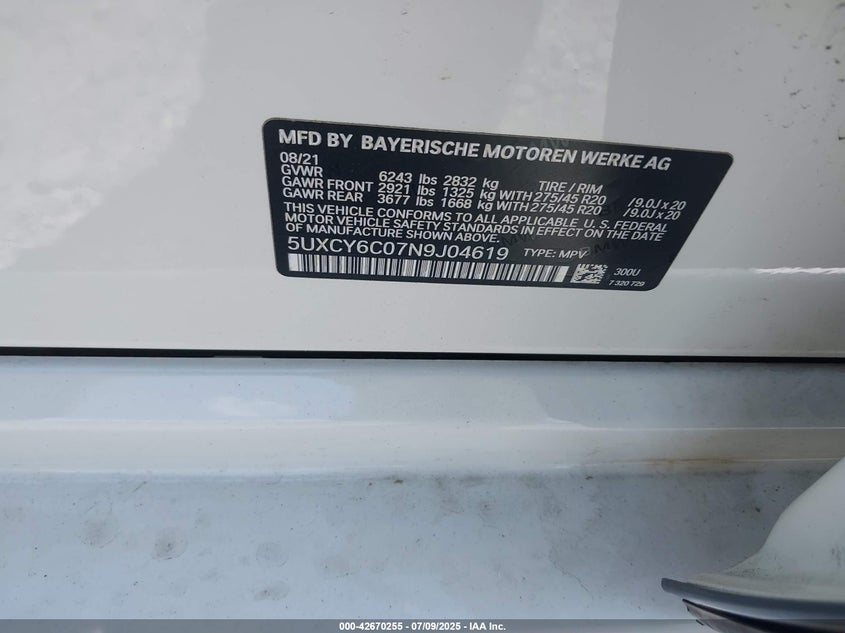 MFD BY BAYERISCHE MOTOREN WERKE AG
08/21
GVWR 6243 lbs 2832 kg TIRE / RIM
GAWR FRONT 2921 lbs 1325 kg WITH 275/45 R20 /9.0J x 20
GAWR REAR 3677 lbs 1668 kg WITH 275/45 R20 /9.0J x 20
THIS VEHICLE CONFORMS TO ALL APPLICABLE U.S. FEDERAL
MOTOR VEHICLE SAFETY STANDARDS IN EFFECT ON THE DATE
OF MANUFACTURE SHOWN ABOVE.
5UXCY6C07N9J04619 TYPE: MPV
300U
7 320 729
000-42670255 - 07/09/2025 - IAA Inc.